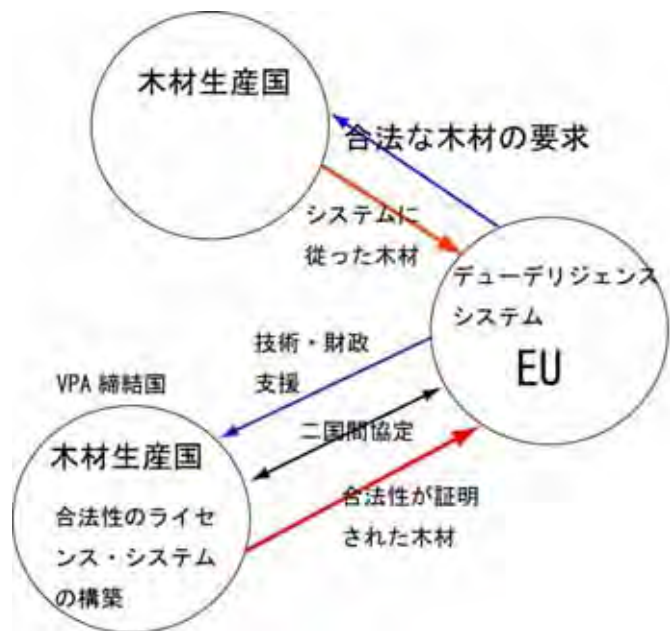 木材生産国
合法な木材の要求
システムに
従った木材
デューデリジェンス
システム
EU
技術・財政
支援
VPA 締結国
二国間協定
木材生産国
合法性のライセ
ンス・システム
の構築
合法性が証明
された木材